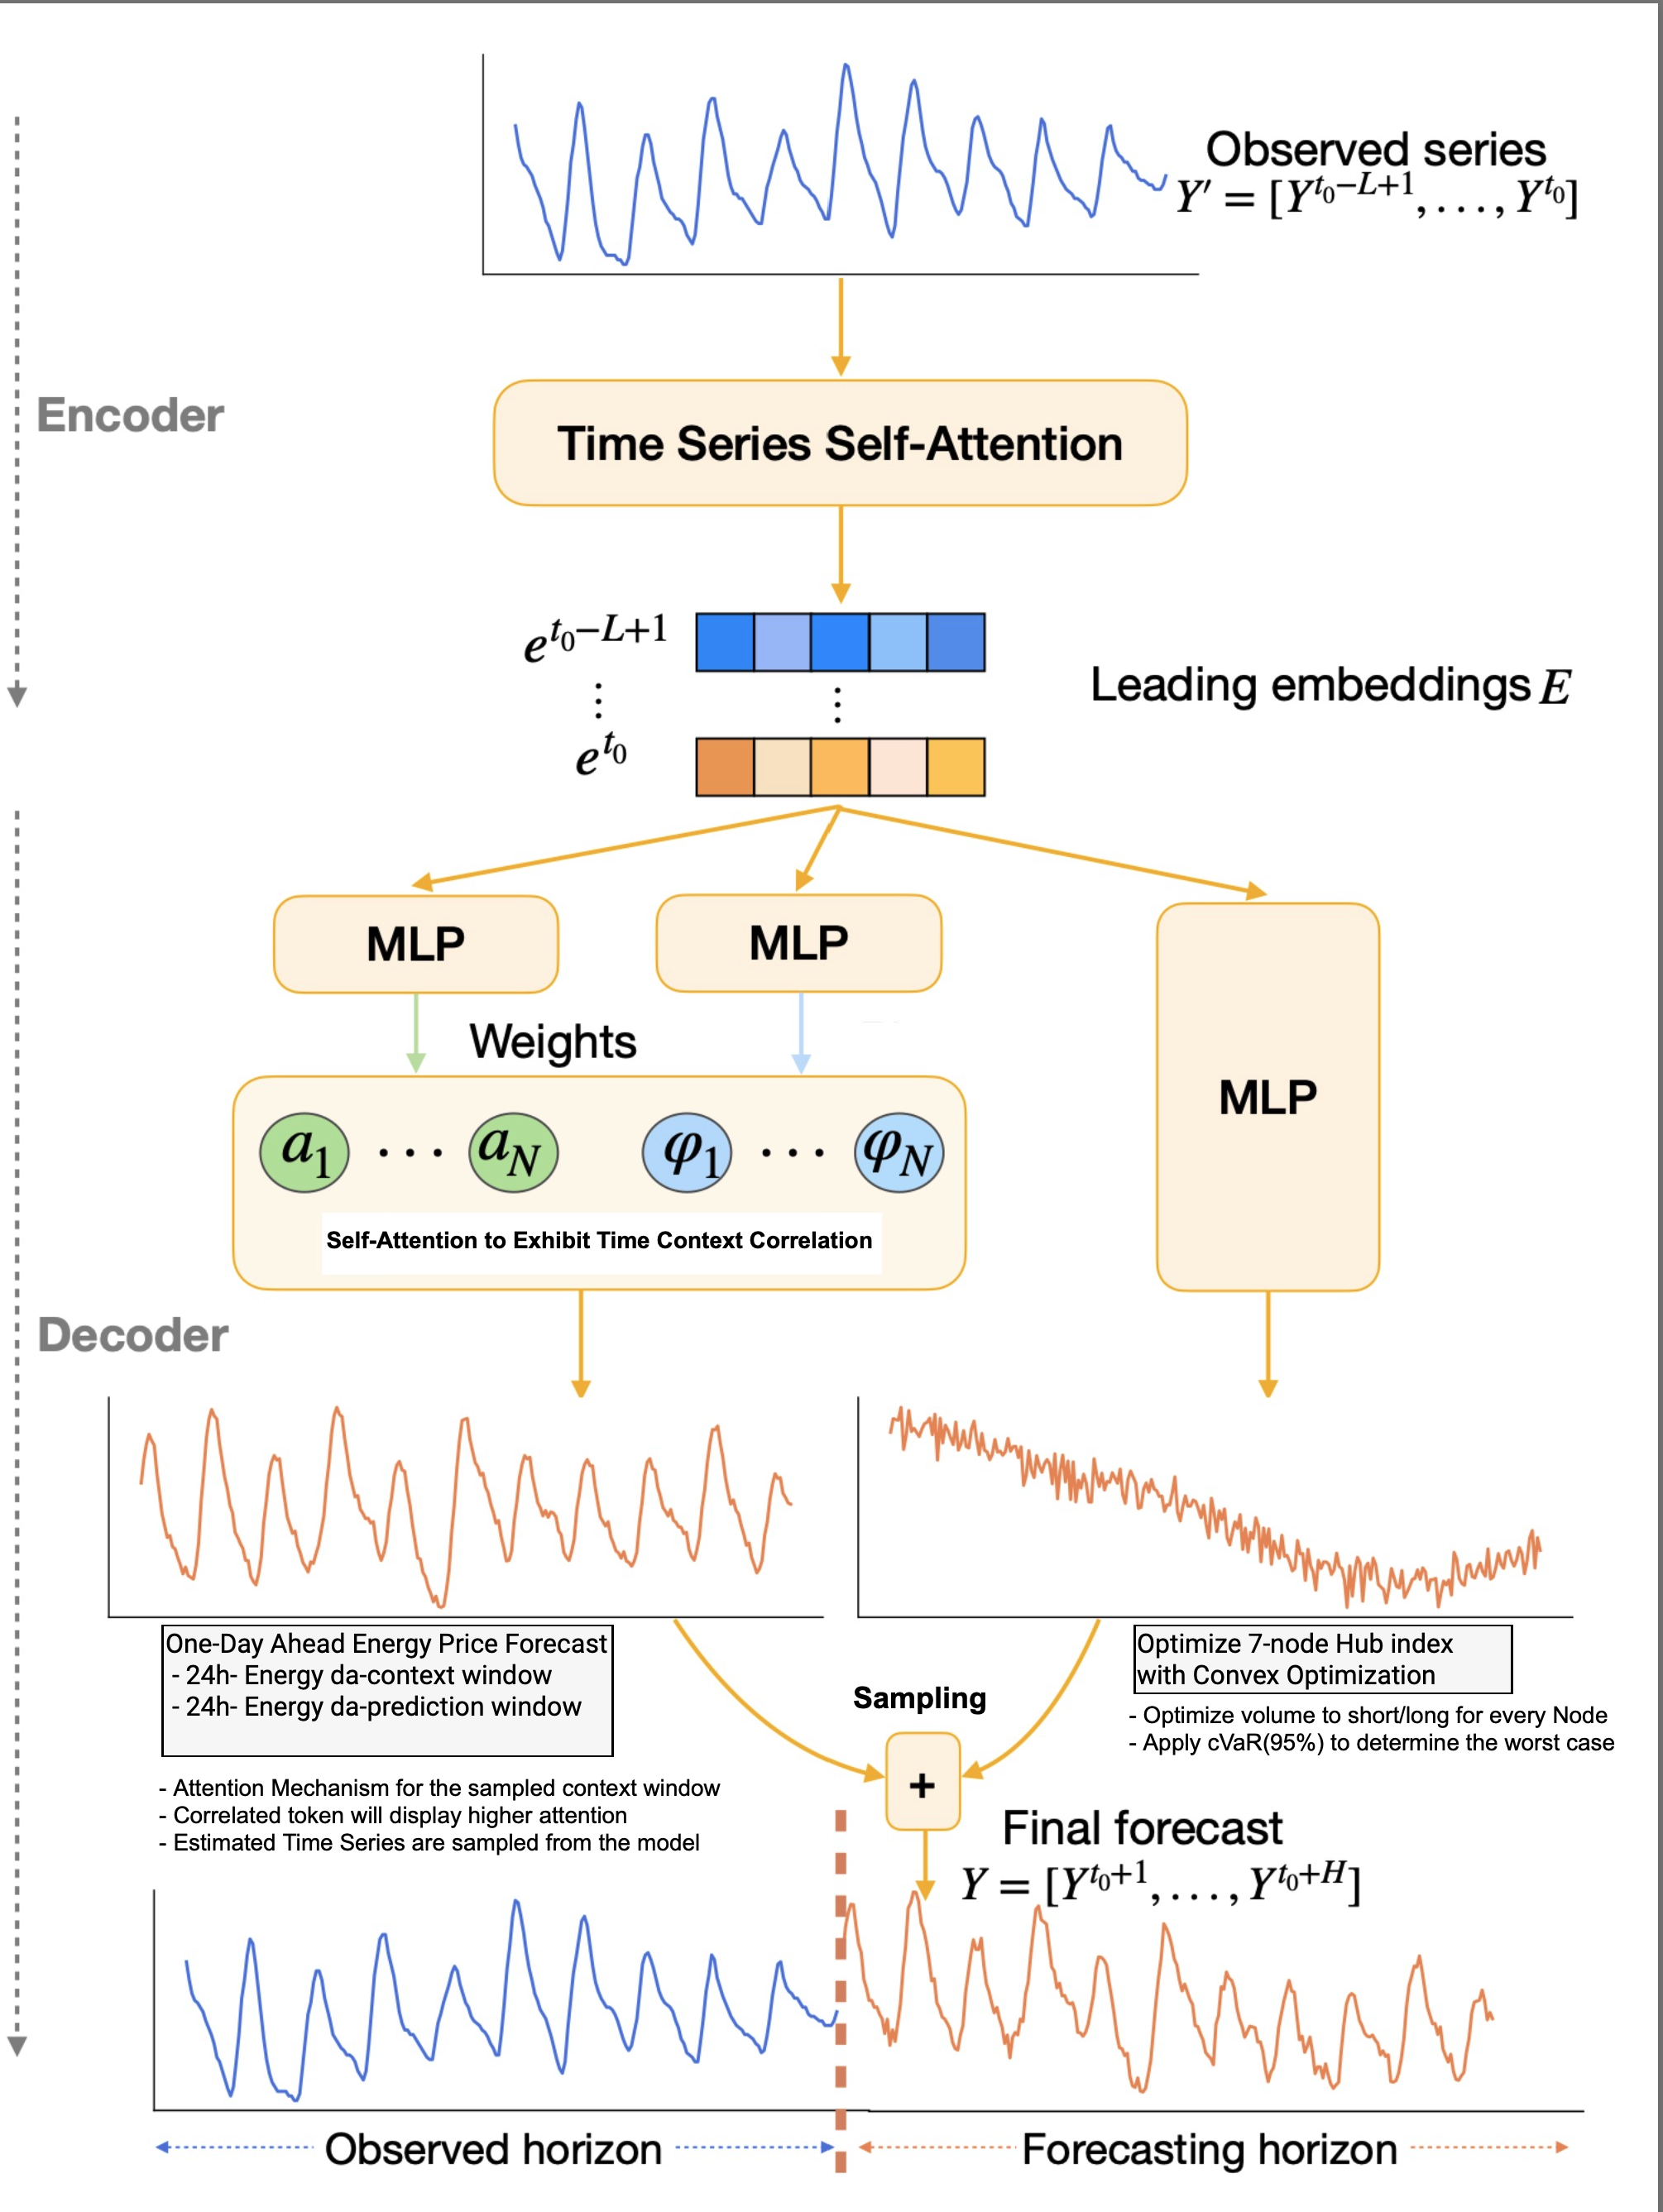 Observed series
Y′ = [Y^{t_0−L+1}, . . . , Y^{t_0}]
Encoder
Time Series Self-Attention
e^{t_0−L+1}
⋮ ⋮
Leading embeddings E
e^{t_0}
MLP MLP
Weights
MLP
a_1 · · · a_N φ_1 · · · φ_N
Self-Attention to Exhibit Time Context Correlation
Decoder
One-Day Ahead Energy Price Forecast
- 24h- Energy da-context window
- 24h- Energy da-prediction window
Optimize 7-node Hub index
with Convex Optimization
- Optimize volume to short/long for every Node
- Apply cVaR(95%) to determine the worst case
Sampling
+
- Attention Mechanism for the sampled context window
- Correlated token will display higher attention
- Estimated Time Series are sampled from the model
Final forecast
Y = [Y^{t_0+1}, . . . , Y^{t_0+H}]
Observed horizon
Forecasting horizon